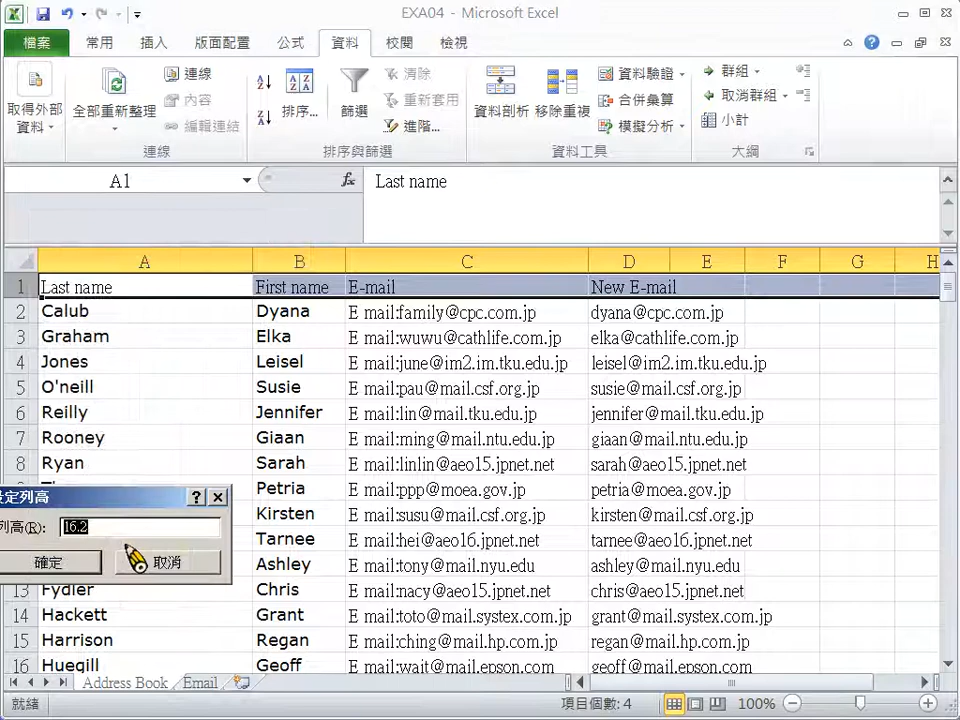 EXA04 - Microsoft Excel
檔案 常用 插入 版面配置 公式 資料 校閱 檢視
取得外部資料
全部重新整理
連線
內容
編輯連結
連線
排序...
篩選
清除
重新套用
進階...
排序與篩選
資料剖析
移除重複
資料驗證
合併彙算
模擬分析
資料工具
群組
取消群組
小計
大綱
A1 fx Last name
A B C D E F G H
1 Last name First name E-mail New E-mail
2 Calub Dyana E mail:family@cpc.com.jp dyana@cpc.com.jp
3 Graham Elka E mail:wuwu@cathlife.com.jp elka@cathlife.com.jp
4 Jones Leisel E mail:june@im2.im.tku.edu.jp leisel@im2.im.tku.edu.jp
5 O'neill Susie E mail:pau@mail.csf.org.jp susie@mail.csf.org.jp
6 Reilly Jennifer E mail:lin@mail.tku.edu.jp jennifer@mail.tku.edu.jp
7 Rooney Giaan E mail:ming@mail.ntu.edu.jp giaan@mail.ntu.edu.jp
8 Ryan Sarah E mail:linlin@aeo15.jpnet.net sarah@aeo15.jpnet.net
Petria E mail:ppp@moea.gov.jp petria@moea.gov.jp
Kirsten E mail:susu@mail.csf.org.jp kirsten@mail.csf.org.jp
Tarnee E mail:hei@aeo16.jpnet.net tarnee@aeo16.jpnet.net
Ashley E mail:tony@mail.nyu.edu ashley@mail.nyu.edu
13 Fydler Chris E mail:nacy@aeo15.jpnet.net chris@aeo15.jpnet.net
14 Hackett Grant E mail:toto@mail.systex.com.jp grant@mail.systex.com.jp
15 Harrison Regan E mail:ching@mail.hp.com.jp regan@mail.hp.com.jp
16 Huegill Geoff E mail:wait@mail.epson.com geoff@mail.epson.com
設定列高
列高(R): 16.2
確定 取消
Address Book Email
就緒 項目個數: 4 100%